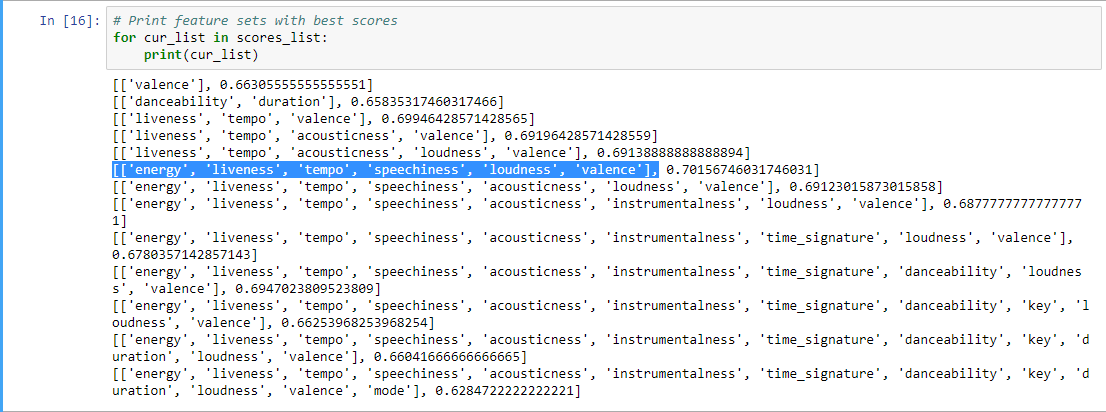 In [16]: # Print feature sets with best scores
for cur_list in scores_list:
    print(cur_list)
[['valence'], 0.66305555555555551]
[['danceability', 'duration'], 0.65835317460317466]
[['liveness', 'tempo', 'valence'], 0.69946428571428565]
[['liveness', 'tempo', 'acousticness', 'valence'], 0.69196428571428559]
[['liveness', 'tempo', 'acousticness', 'loudness', 'valence'], 0.69138888888888894]
[['energy', 'liveness', 'tempo', 'speechiness', 'loudness', 'valence'], 0.70156746031746031]
[['energy', 'liveness', 'tempo', 'speechiness', 'acousticness', 'loudness', 'valence'], 0.69123015873015858]
[['energy', 'liveness', 'tempo', 'speechiness', 'acousticness', 'instrumentalness', 'loudness', 'valence'], 0.6877777777777777
1]
[['energy', 'liveness', 'tempo', 'speechiness', 'acousticness', 'instrumentalness', 'time_signature', 'loudness', 'valence'],
0.6780357142857143]
[['energy', 'liveness', 'tempo', 'speechiness', 'acousticness', 'instrumentalness', 'time_signature', 'danceability', 'loudnes
s', 'valence'], 0.6947023809523809]
[['energy', 'liveness', 'tempo', 'speechiness', 'acousticness', 'instrumentalness', 'time_signature', 'danceability', 'key', 'l
oudness', 'valence'], 0.66253968253968254]
[['energy', 'liveness', 'tempo', 'speechiness', 'acousticness', 'instrumentalness', 'time_signature', 'danceability', 'key', 'd
uration', 'loudness', 'valence'], 0.66041666666666665]
[['energy', 'liveness', 'tempo', 'speechiness', 'acousticness', 'instrumentalness', 'time_signature', 'danceability', 'key', 'd
uration', 'loudness', 'valence', 'mode'], 0.6284722222222221]